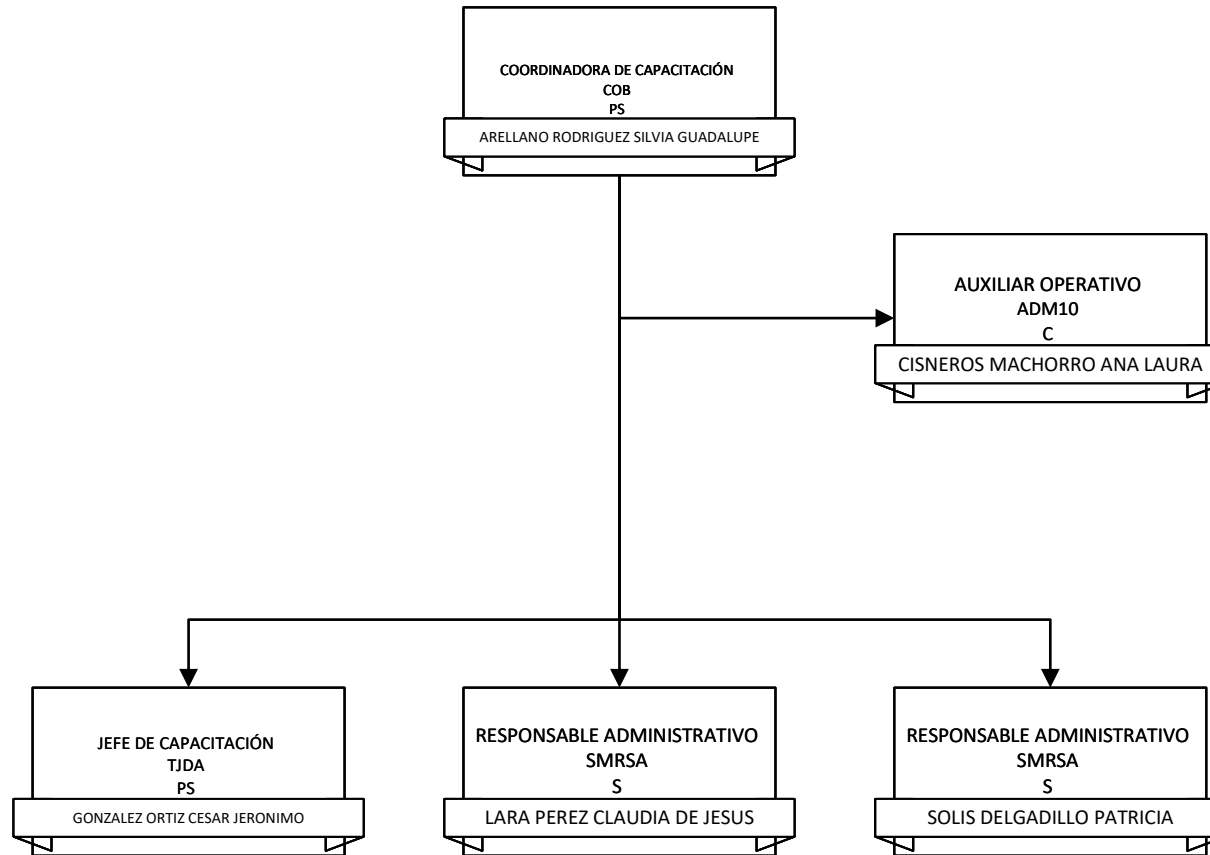 COORDINADORA DE CAPACITACIÓN
COB
PS
ARELLANO RODRIGUEZ SILVIA GUADALUPE
AUXILIAR OPERATIVO
ADM10
C
CISNEROS MACHORRO ANA LAURA
JEFE DE CAPACITACIÓN
TJDA
PS
GONZALEZ ORTIZ CESAR JERONIMO
RESPONSABLE ADMINISTRATIVO
SMRSA
S
LARA PEREZ CLAUDIA DE JESUS
RESPONSABLE ADMINISTRATIVO
SMRSA
S
SOLIS DELGADILLO PATRICIA